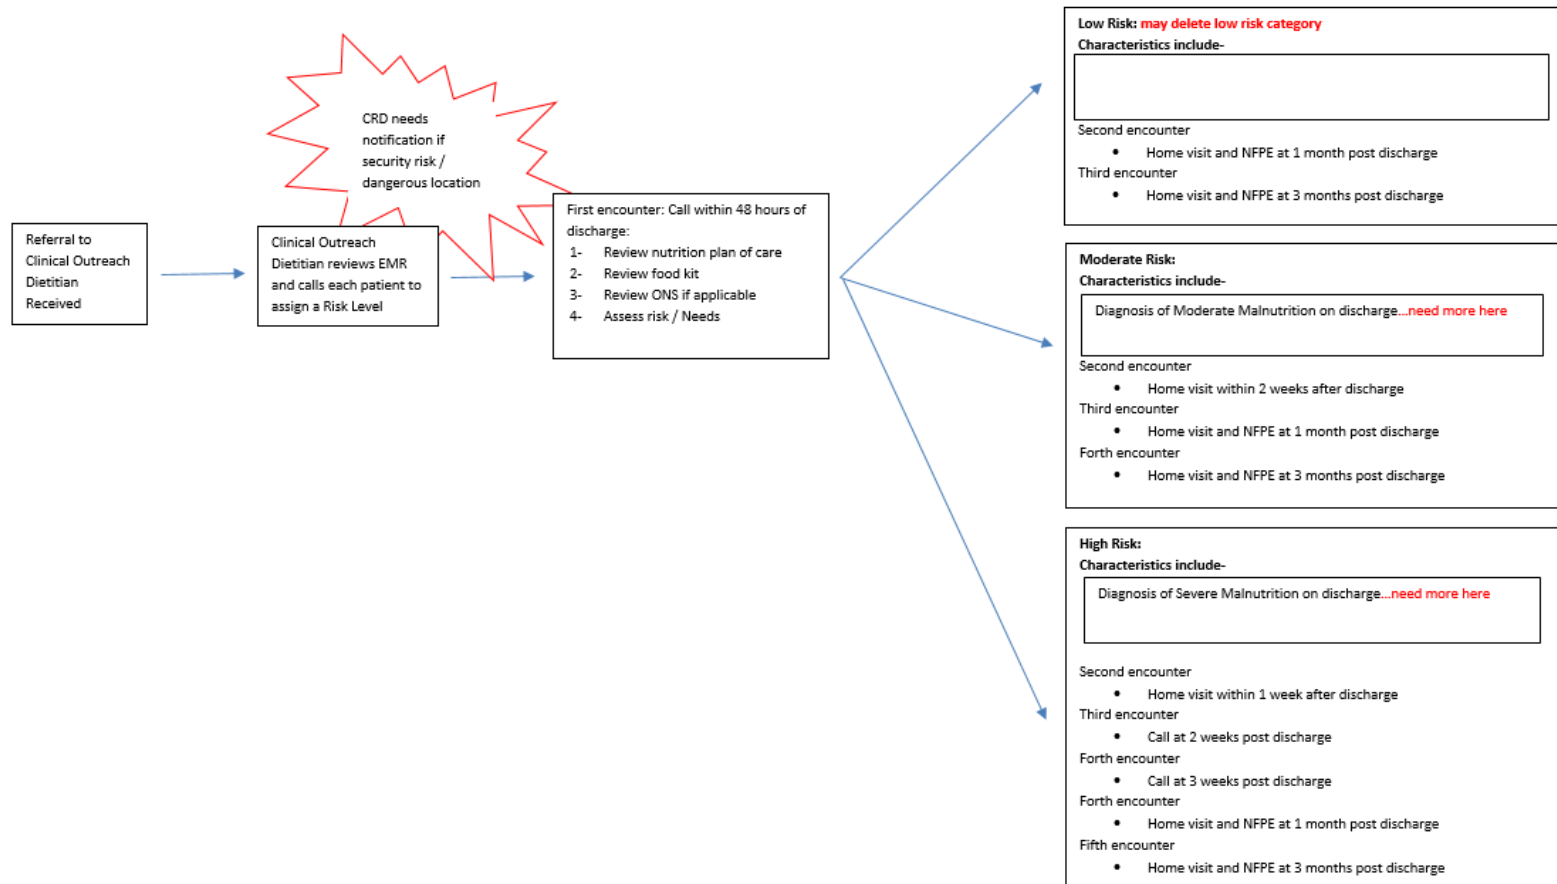 Referral to
Clinical Outreach
Dietitian
Received
CRD needs
notification if
security risk /
dangerous location
Clinical Outreach
Dietitian reviews EMR
and calls each patient to
assign a Risk Level
First encounter: Call within 48 hours of
discharge:
1- Review nutrition plan of care
2- Review food kit
3- Review ONS if applicable
4- Assess risk / Needs
Low Risk: may delete low risk category
Characteristics include-
Second encounter
• Home visit and NFPE at 1 month post discharge
Third encounter
• Home visit and NFPE at 3 months post discharge
Moderate Risk:
Characteristics include-
Diagnosis of Moderate Malnutrition on discharge...need more here
Second encounter
• Home visit within 2 weeks after discharge
Third encounter
• Home visit and NFPE at 1 month post discharge
Forth encounter
• Home visit and NFPE at 3 months post discharge
High Risk:
Characteristics include-
Diagnosis of Severe Malnutrition on discharge...need more here
Second encounter
• Home visit within 1 week after discharge
Third encounter
• Call at 2 weeks post discharge
Forth encounter
• Call at 3 weeks post discharge
Forth encounter
• Home visit and NFPE at 1 month post discharge
Fifth encounter
• Home visit and NFPE at 3 months post discharge